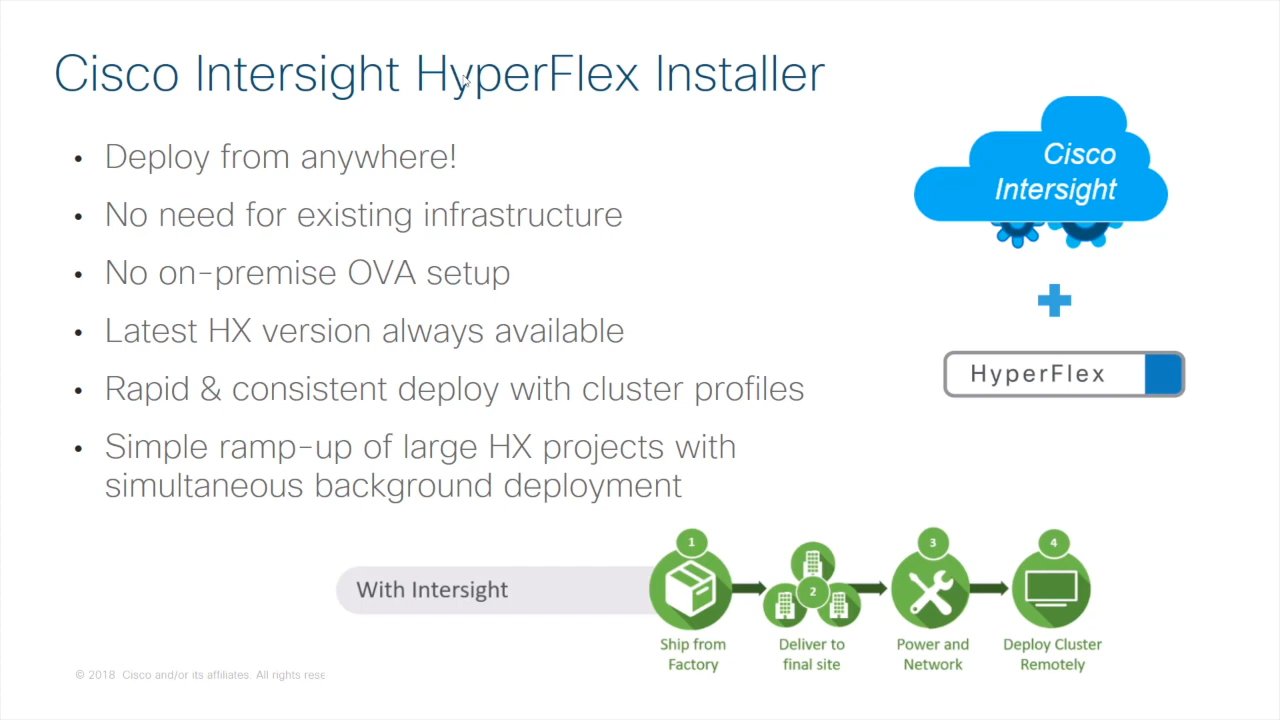 Cisco Intersight HyperFlex Installer
• Deploy from anywhere!
• No need for existing infrastructure
• No on-premise OVA setup
• Latest HX version always available
• Rapid & consistent deploy with cluster profiles
• Simple ramp-up of large HX projects with
simultaneous background deployment
Cisco
Intersight
HyperFlex
With Intersight
1
2
3
4
Ship from
Factory
Deliver to
final site
Power and
Network
Deploy Cluster
Remotely
© 2018 Cisco and/or its affiliates. All rights rese